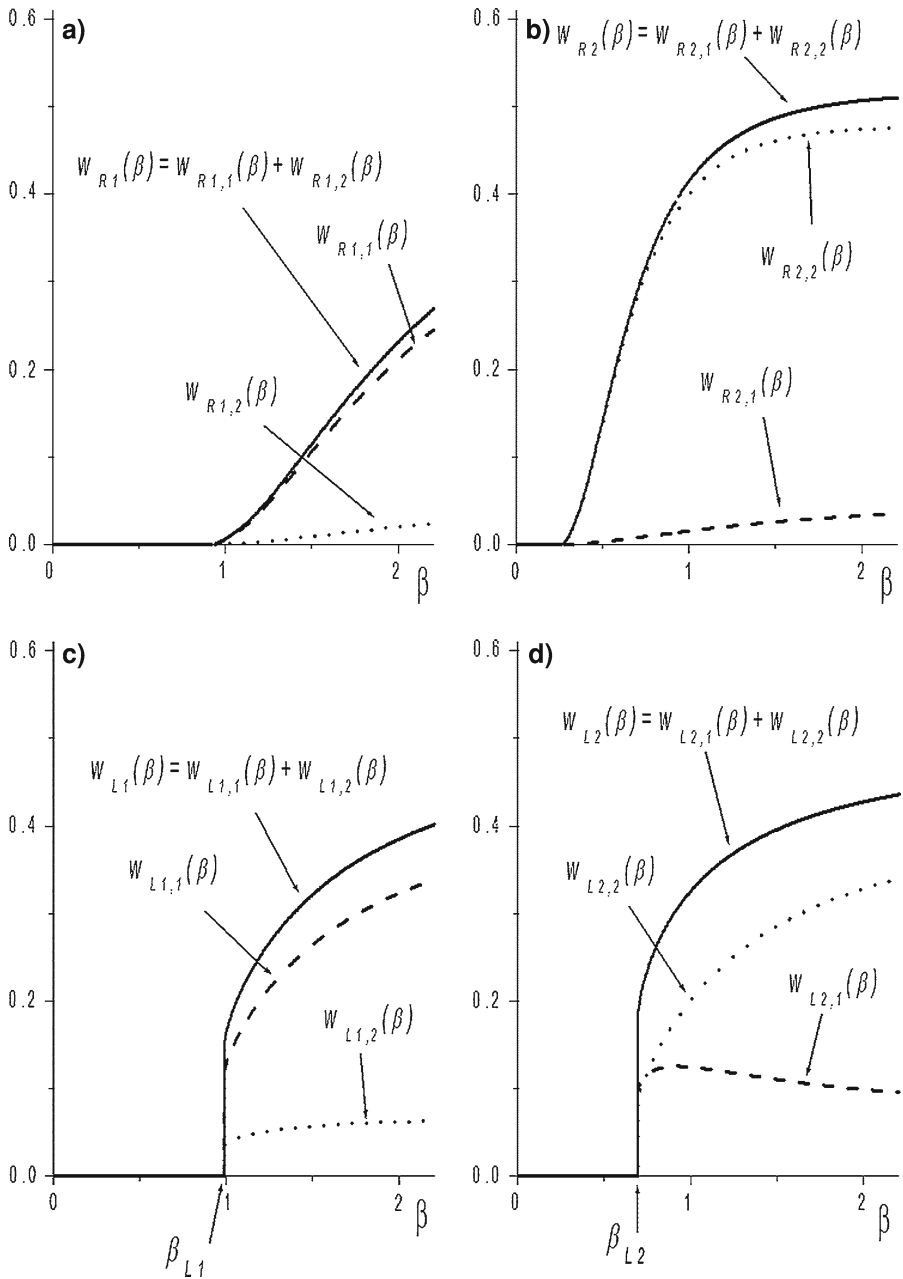 a)
0.6
0.4
0.2
0.0
W R1 (β) = W R1,1 (β) + W R1,2 (β)
W R1,1 (β)
W R1,2 (β)
0 1 2
β
b)
W R2 (β) = W R2,1 (β) + W R2,2 (β)
0.6
0.4
0.2
0.0
W R2,2 (β)
W R2,1 (β)
0 1 2
β
c)
0.6
0.4
0.2
0.0
W L1 (β) = W L1,1 (β) + W L1,2 (β)
W L1,1 (β)
W L1,2 (β)
0 1 2
β
β L1
d)
0.6
0.4
0.2
0.0
W L2 (β) = W L2,1 (β) + W L2,2 (β)
W L2,2 (β)
W L2,1 (β)
0 1 2
β
β L2